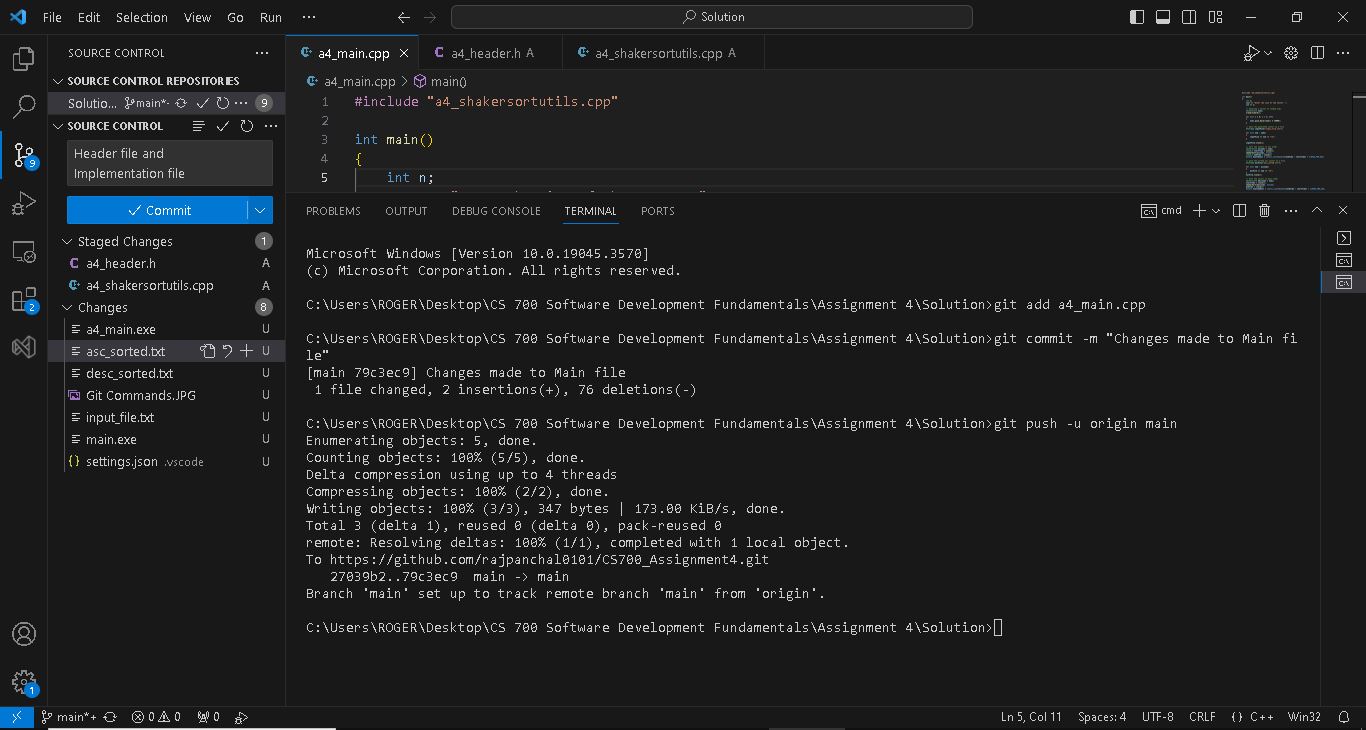 File Edit Selection View Go Run ··· Solution
SOURCE CONTROL ···
SOURCE CONTROL REPOSITORIES
Solutio... main*· ··· 9
SOURCE CONTROL ···
Header file and
Implementation file
Commit
Staged Changes 1
a4_header.h A
a4_shakersortutils.cpp A
Changes 8
a4_main.exe U
asc_sorted.txt U
desc_sorted.txt U
Git Commands.JPG U
input_file.txt U
main.exe U
settings.json .vscode U
9
2
1
a4_main.cpp a4_header.h A a4_shakersortutils.cpp A
a4_main.cpp > main()
1 #include "a4_shakersortutils.cpp"
2
3 int main()
4 {
5 int n;
PROBLEMS OUTPUT DEBUG CONSOLE TERMINAL PORTS cmd
Microsoft Windows [Version 10.0.19045.3570]
(c) Microsoft Corporation. All rights reserved.
C:\Users\ROGER\Desktop\CS 700 Software Development Fundamentals\Assignment 4\Solution>git add a4_main.cpp
C:\Users\ROGER\Desktop\CS 700 Software Development Fundamentals\Assignment 4\Solution>git commit -m "Changes made to Main fi
le"
[main 79c3ec9] Changes made to Main file
1 file changed, 2 insertions(+), 76 deletions(-)
C:\Users\ROGER\Desktop\CS 700 Software Development Fundamentals\Assignment 4\Solution>git push -u origin main
Enumerating objects: 5, done.
Counting objects: 100% (5/5), done.
Delta compression using up to 4 threads
Compressing objects: 100% (2/2), done.
Writing objects: 100% (3/3), 347 bytes | 173.00 KiB/s, done.
Total 3 (delta 1), reused 0 (delta 0), pack-reused 0
remote: Resolving deltas: 100% (1/1), completed with 1 local object.
To https://github.com/rajpanchal0101/CS700_Assignment4.git
27039b2..79c3ec9 main -> main
Branch 'main' set up to track remote branch 'main' from 'origin'.
C:\Users\ROGER\Desktop\CS 700 Software Development Fundamentals\Assignment 4\Solution>
main*+ 0 0 0 Ln 5, Col 11 Spaces: 4 UTF-8 CRLF {} C++ Win32